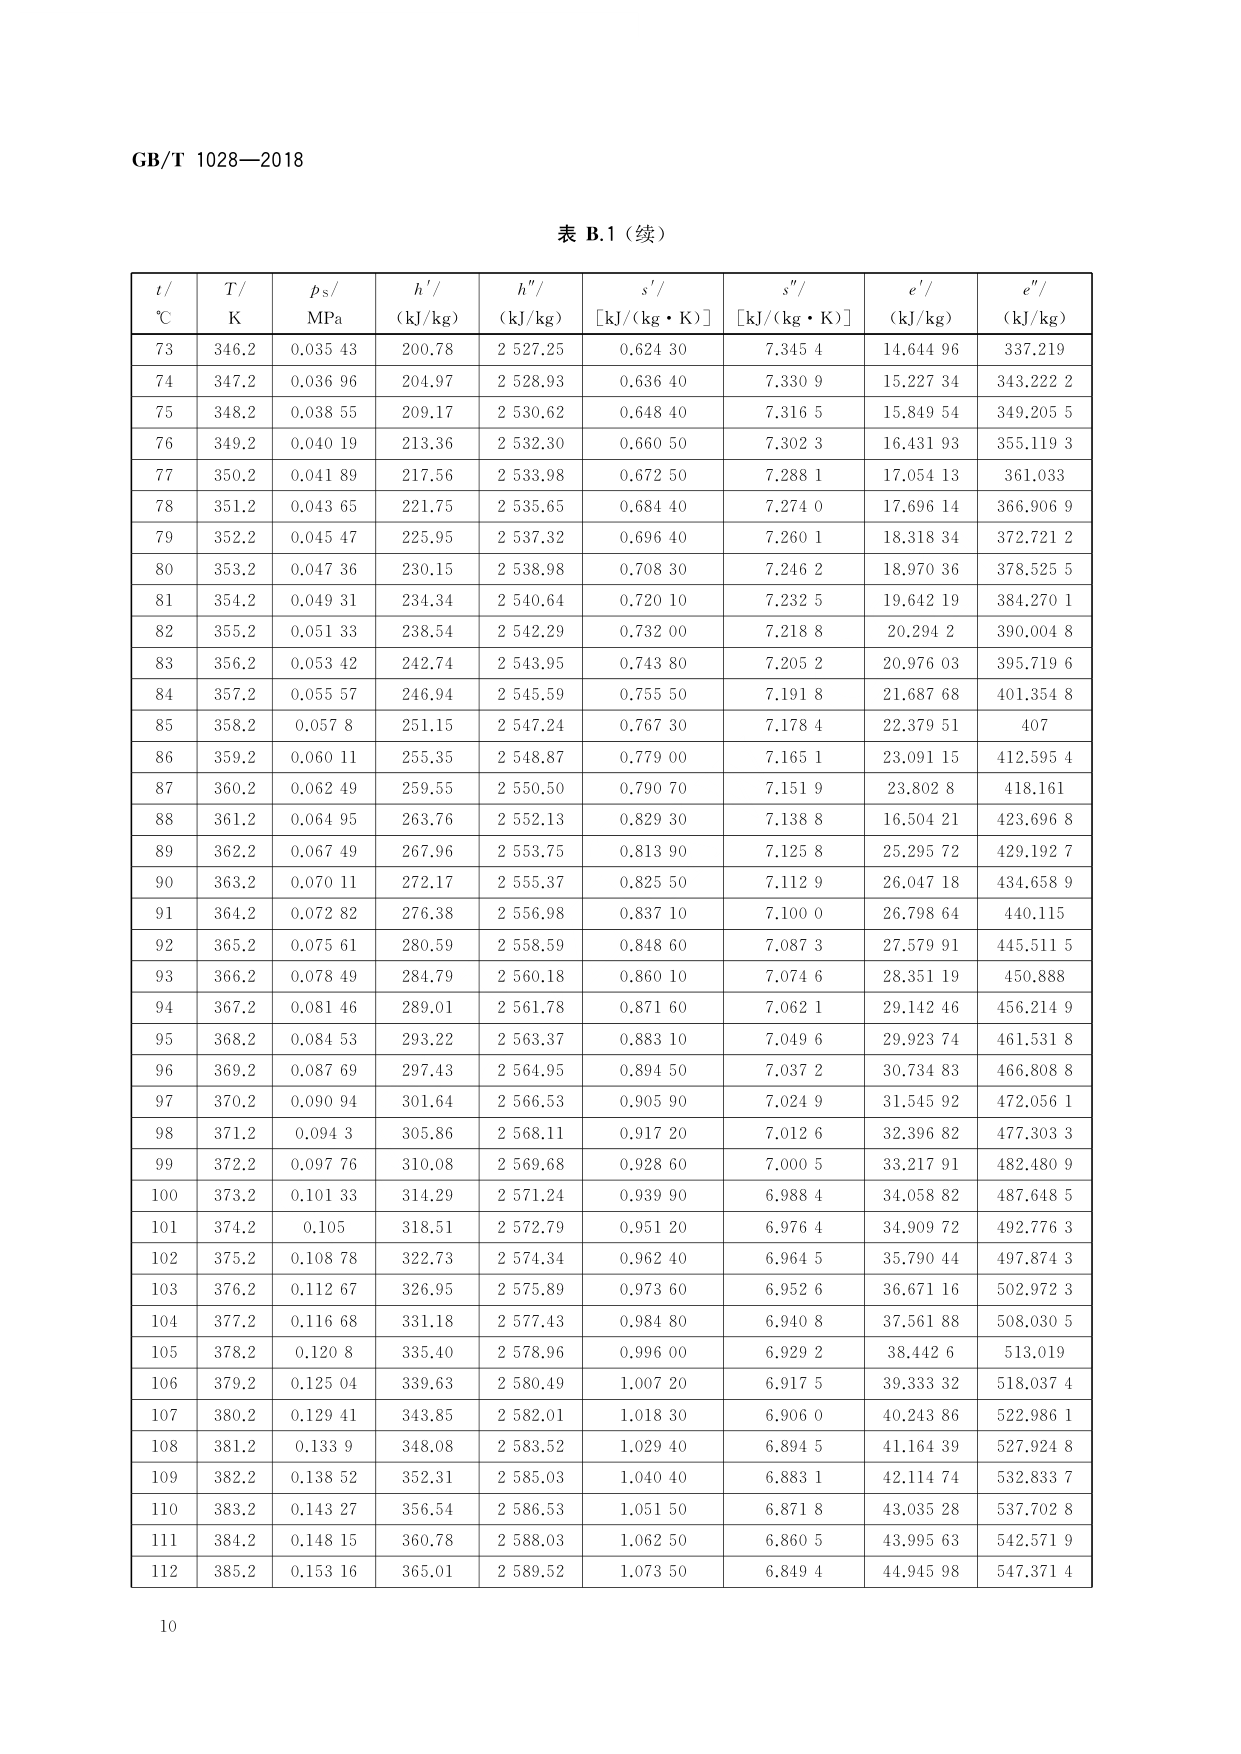 GB/T 1028—2018
表 B.1（续）
t/ T/ pS/ h′/ h″/ s′/ s″/ e′/ e″/
℃ K MPa (kJ/kg) (kJ/kg) [kJ/(kg·K)] [kJ/(kg·K)] (kJ/kg) (kJ/kg)
73 346.2 0.035 43 200.78 2 527.25 0.624 30 7.345 4 14.644 96 337.219
74 347.2 0.036 96 204.97 2 528.93 0.636 40 7.330 9 15.227 34 343.222 2
75 348.2 0.038 55 209.17 2 530.62 0.648 40 7.316 5 15.849 54 349.205 5
76 349.2 0.040 19 213.36 2 532.30 0.660 50 7.302 3 16.431 93 355.119 3
77 350.2 0.041 89 217.56 2 533.98 0.672 50 7.288 1 17.054 13 361.033
78 351.2 0.043 65 221.75 2 535.65 0.684 40 7.274 0 17.696 14 366.906 9
79 352.2 0.045 47 225.95 2 537.32 0.696 40 7.260 1 18.318 34 372.721 2
80 353.2 0.047 36 230.15 2 538.98 0.708 30 7.246 2 18.970 36 378.525 5
81 354.2 0.049 31 234.34 2 540.64 0.720 10 7.232 5 19.642 19 384.270 1
82 355.2 0.051 33 238.54 2 542.29 0.732 00 7.218 8 20.294 2 390.004 8
83 356.2 0.053 42 242.74 2 543.95 0.743 80 7.205 2 20.976 03 395.719 6
84 357.2 0.055 57 246.94 2 545.59 0.755 50 7.191 8 21.687 68 401.354 8
85 358.2 0.057 8 251.15 2 547.24 0.767 30 7.178 4 22.379 51 407
86 359.2 0.060 11 255.35 2 548.87 0.779 00 7.165 1 23.091 15 412.595 4
87 360.2 0.062 49 259.55 2 550.50 0.790 70 7.151 9 23.802 8 418.161
88 361.2 0.064 95 263.76 2 552.13 0.829 30 7.138 8 16.504 21 423.696 8
89 362.2 0.067 49 267.96 2 553.75 0.813 90 7.125 8 25.295 72 429.192 7
90 363.2 0.070 11 272.17 2 555.37 0.825 50 7.112 9 26.047 18 434.658 9
91 364.2 0.072 82 276.38 2 556.98 0.837 10 7.100 0 26.798 64 440.115
92 365.2 0.075 61 280.59 2 558.59 0.848 60 7.087 3 27.579 91 445.511 5
93 366.2 0.078 49 284.79 2 560.18 0.860 10 7.074 6 28.351 19 450.888
94 367.2 0.081 46 289.01 2 561.78 0.871 60 7.062 1 29.142 46 456.214 9
95 368.2 0.084 53 293.22 2 563.37 0.883 10 7.049 6 29.923 74 461.531 8
96 369.2 0.087 69 297.43 2 564.95 0.894 50 7.037 2 30.734 83 466.808 8
97 370.2 0.090 94 301.64 2 566.53 0.905 90 7.024 9 31.545 92 472.056 1
98 371.2 0.094 3 305.86 2 568.11 0.917 20 7.012 6 32.396 82 477.303 3
99 372.2 0.097 76 310.08 2 569.68 0.928 60 7.000 5 33.217 91 482.480 9
100 373.2 0.101 33 314.29 2 571.24 0.939 90 6.988 4 34.058 82 487.648 5
101 374.2 0.105 318.51 2 572.79 0.951 20 6.976 4 34.909 72 492.776 3
102 375.2 0.108 78 322.73 2 574.34 0.962 40 6.964 5 35.790 44 497.874 3
103 376.2 0.112 67 326.95 2 575.89 0.973 60 6.952 6 36.671 16 502.972 3
104 377.2 0.116 68 331.18 2 577.43 0.984 80 6.940 8 37.561 88 508.030 5
105 378.2 0.120 8 335.40 2 578.96 0.996 00 6.929 2 38.442 6 513.019
106 379.2 0.125 04 339.63 2 580.49 1.007 20 6.917 5 39.333 32 518.037 4
107 380.2 0.129 41 343.85 2 582.01 1.018 30 6.906 0 40.243 86 522.986 1
108 381.2 0.133 9 348.08 2 583.52 1.029 40 6.894 5 41.164 39 527.924 8
109 382.2 0.138 52 352.31 2 585.03 1.040 40 6.883 1 42.114 74 532.833 7
110 383.2 0.143 27 356.54 2 586.53 1.051 50 6.871 8 43.035 28 537.702 8
111 384.2 0.148 15 360.78 2 588.03 1.062 50 6.860 5 43.995 63 542.571 9
112 385.2 0.153 16 365.01 2 589.52 1.073 50 6.849 4 44.945 98 547.371 4
10